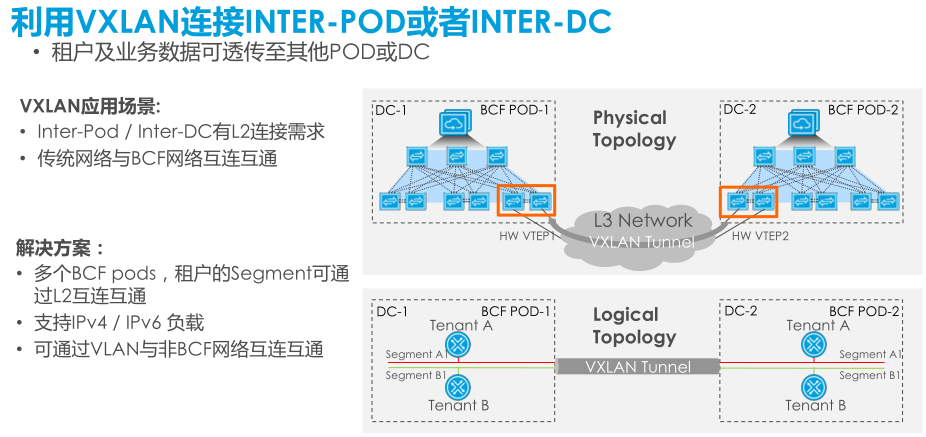 利用VXLAN连接INTER-POD或者INTER-DC
• 租户及业务数据可透传至其他POD或DC
VXLAN应用场景:
• Inter-Pod / Inter-DC有L2连接需求
• 传统网络与BCF网络互连互通
解决方案：
• 多个BCF pods，租户的Segment可通
过L2互连互通
• 支持IPv4 / IPv6 负载
• 可通过VLAN与非BCF网络互连互通
DC-1
BCF POD-1
Physical
Topology
DC-2
BCF POD-2
L3 Network
HW VTEP1
VXLAN Tunnel
HW VTEP2
DC-1
BCF POD-1
Tenant A
Segment A1
Segment B1
Tenant B
Logical
Topology
VXLAN Tunnel
DC-2
BCF POD-2
Tenant A
Segment A1
Segment B1
Tenant B